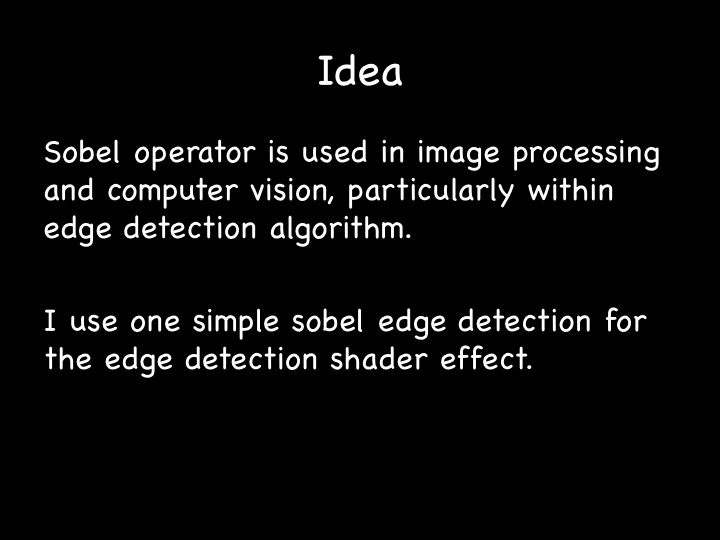 Idea
Sobel operator is used in image processing
and computer vision, particularly within
edge detection algorithm.
I use one simple sobel edge detection for
the edge detection shader effect.